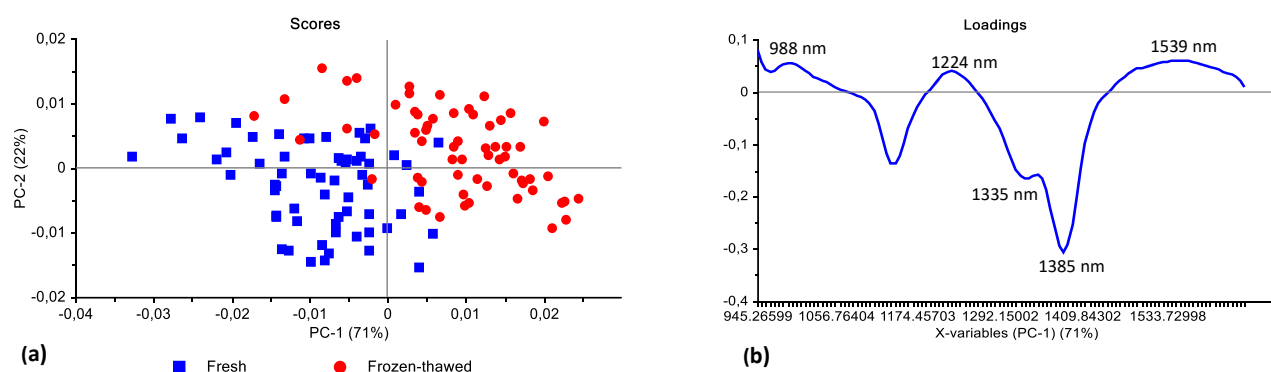 Scores
0,02
0,01
0
-0,01
-0,02
PC-2 (22%)
-0,04 -0,03 -0,02 -0,01 0 0,01 0,02
PC-1 (71%)
(a)
Fresh Frozen-thawed
Loadings
0,1
0
-0,1
-0,2
-0,3
-0,4
988 nm
1224 nm
1539 nm
1335 nm
1385 nm
945.26599 1056.76404 1174.45703 1292.15002 1409.84302 1533.72998
X-variables (PC-1) (71%)
(b)